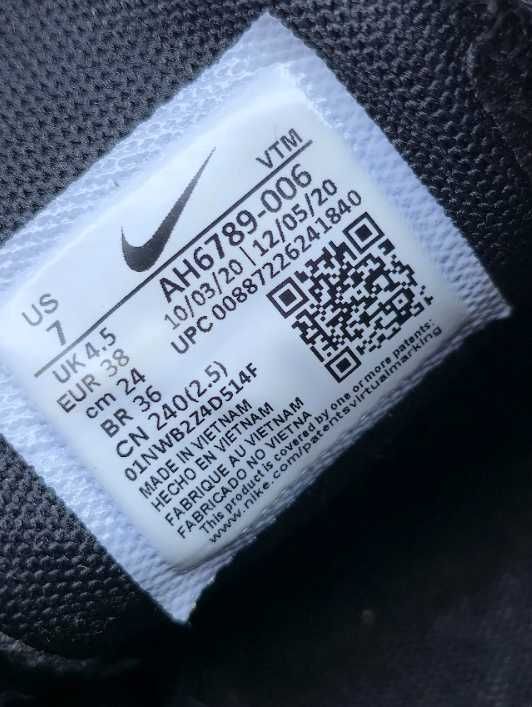 VTM
US
7
AH6789-006
10/03/20 | 12/05/20
UPC 00887226241840
UK 4.5
EUR 38
cm 24
BR 36
CN 240(2.5)
01NWB2Z4D514F
MADE IN VIETNAM
HECHO EN VIETNAM
FABRIQUE AU VIETNAM
FABRICADO NO VIETNA
This product is covered by one or more patents:
www.nike.com/patentsvirtualmarking